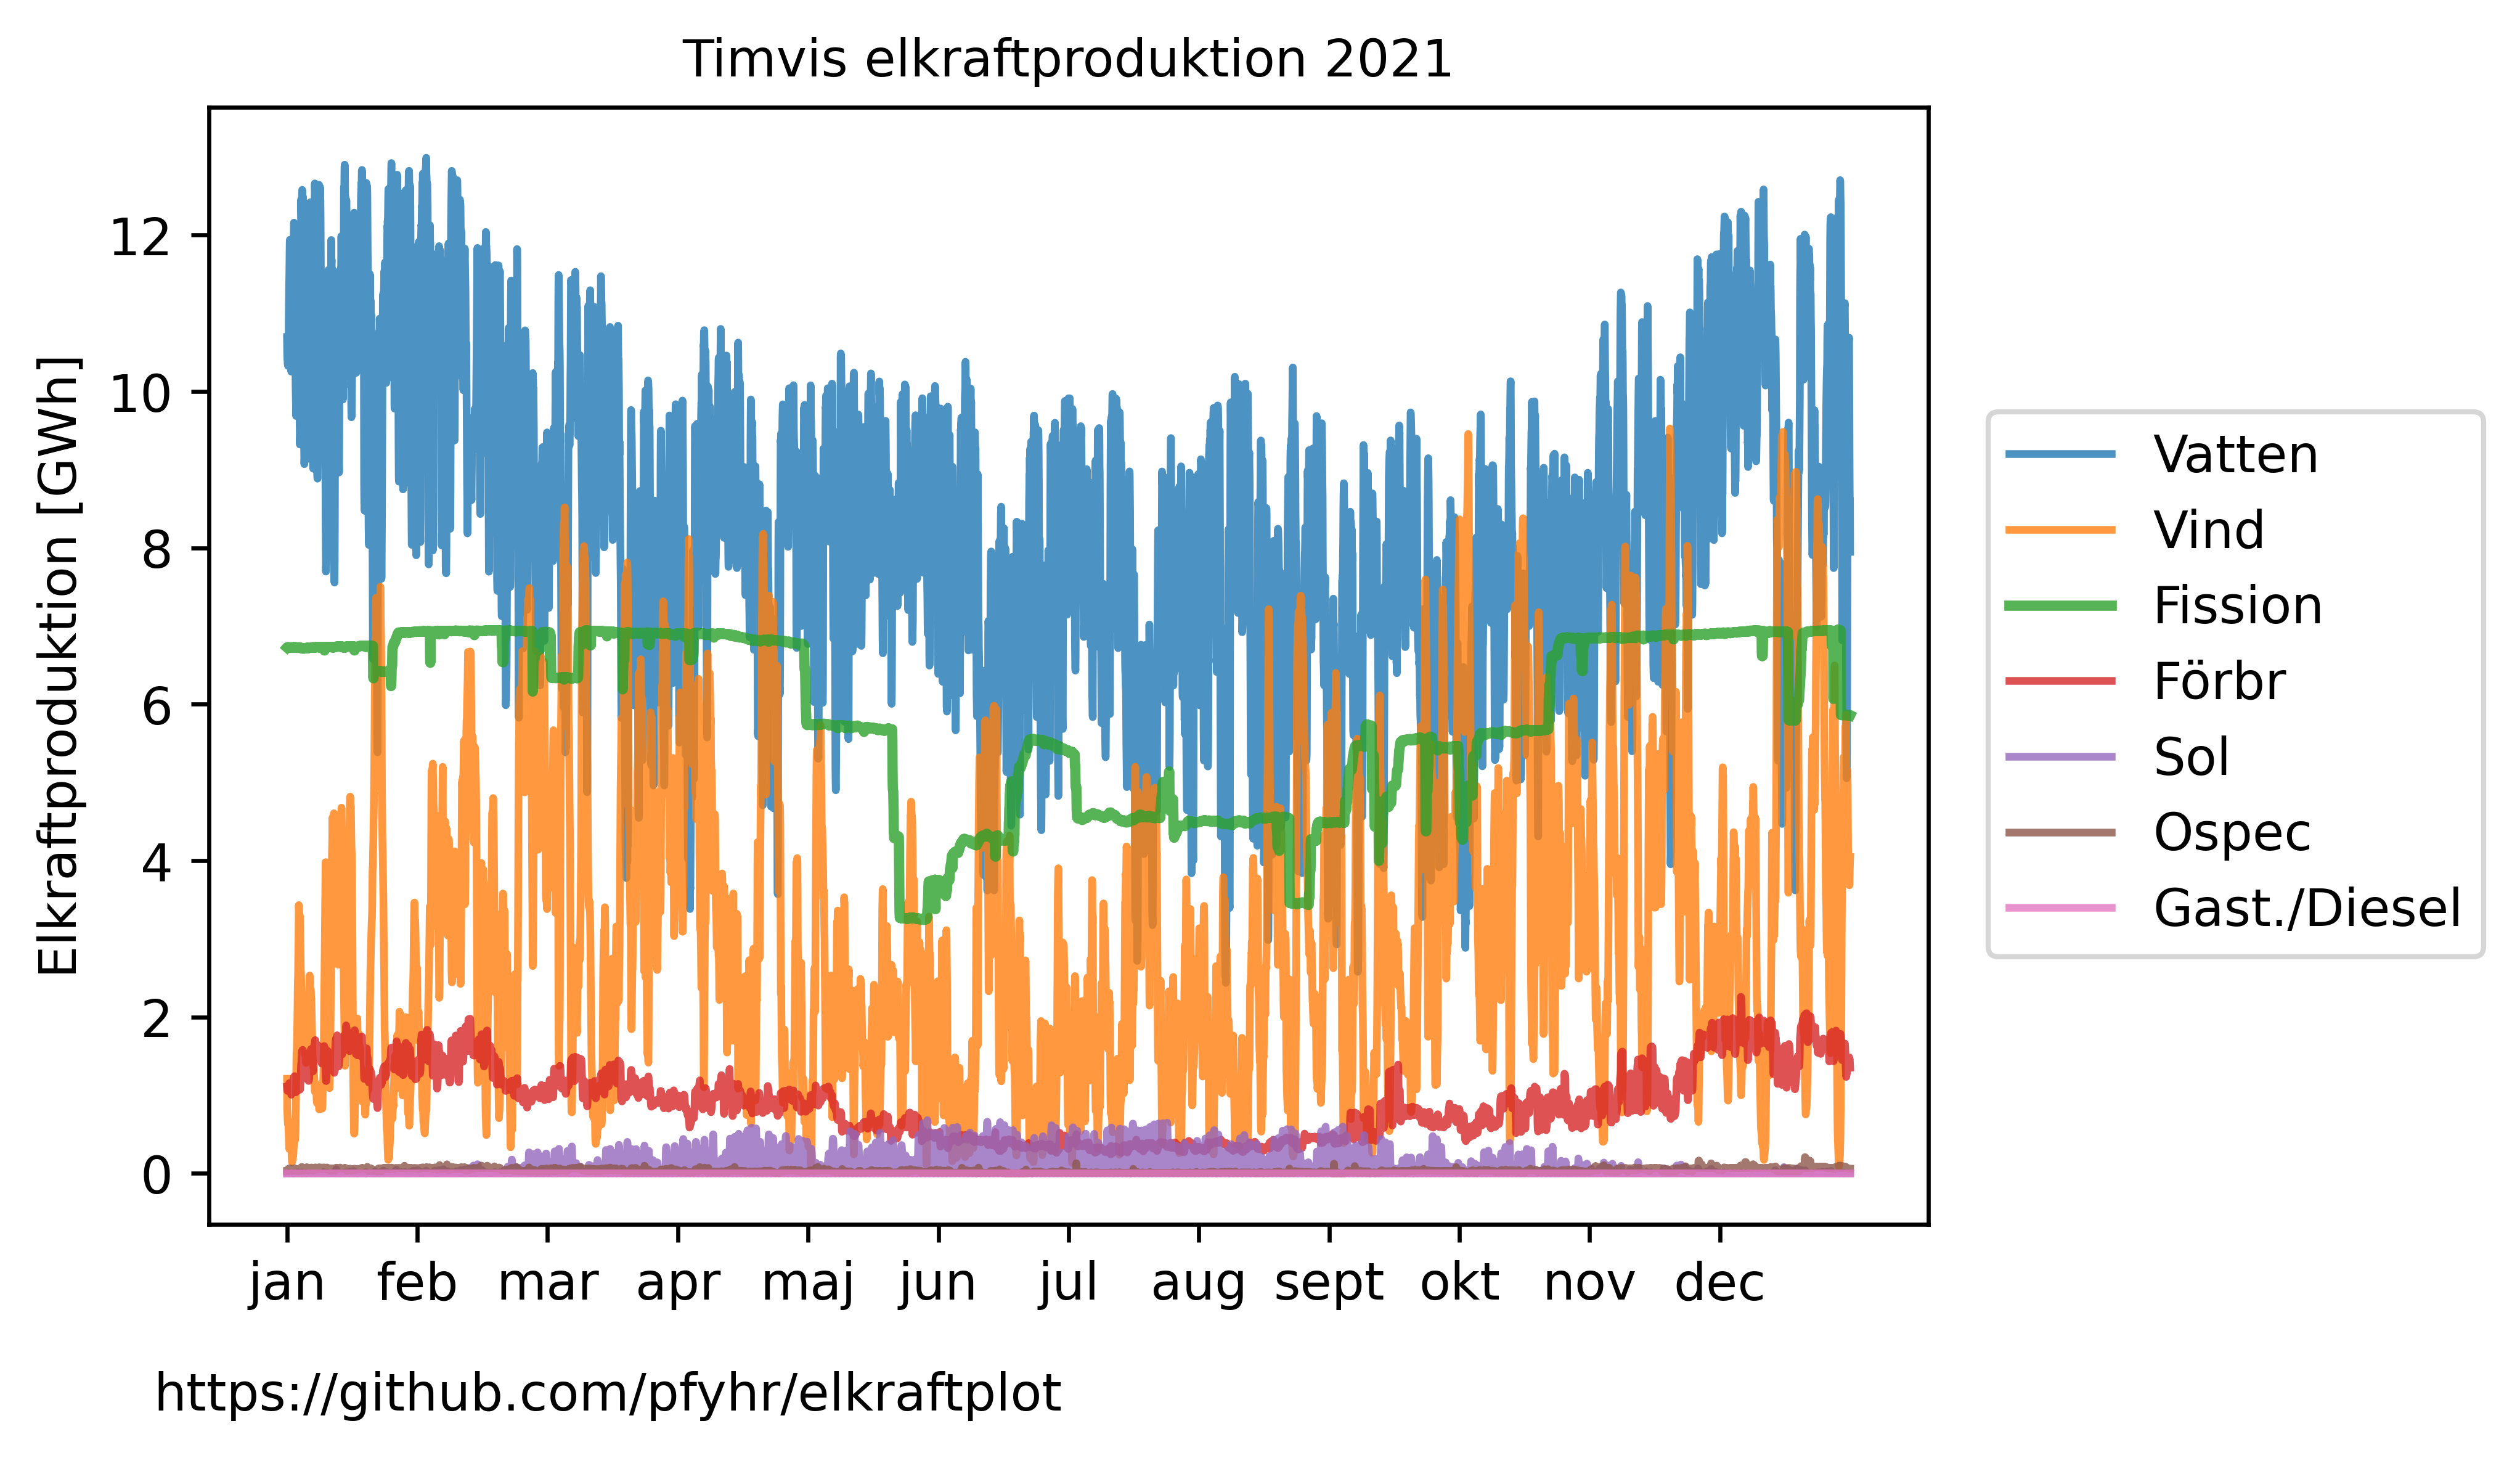 Timvis elkraftproduktion 2021
Elkraftproduktion [GWh]
12
10
8
6
4
2
0
jan feb mar apr maj jun jul aug sept okt nov dec
Vatten
Vind
Fission
Förbr
Sol
Ospec
Gast./Diesel
https://github.com/pfyhr/elkraftplot